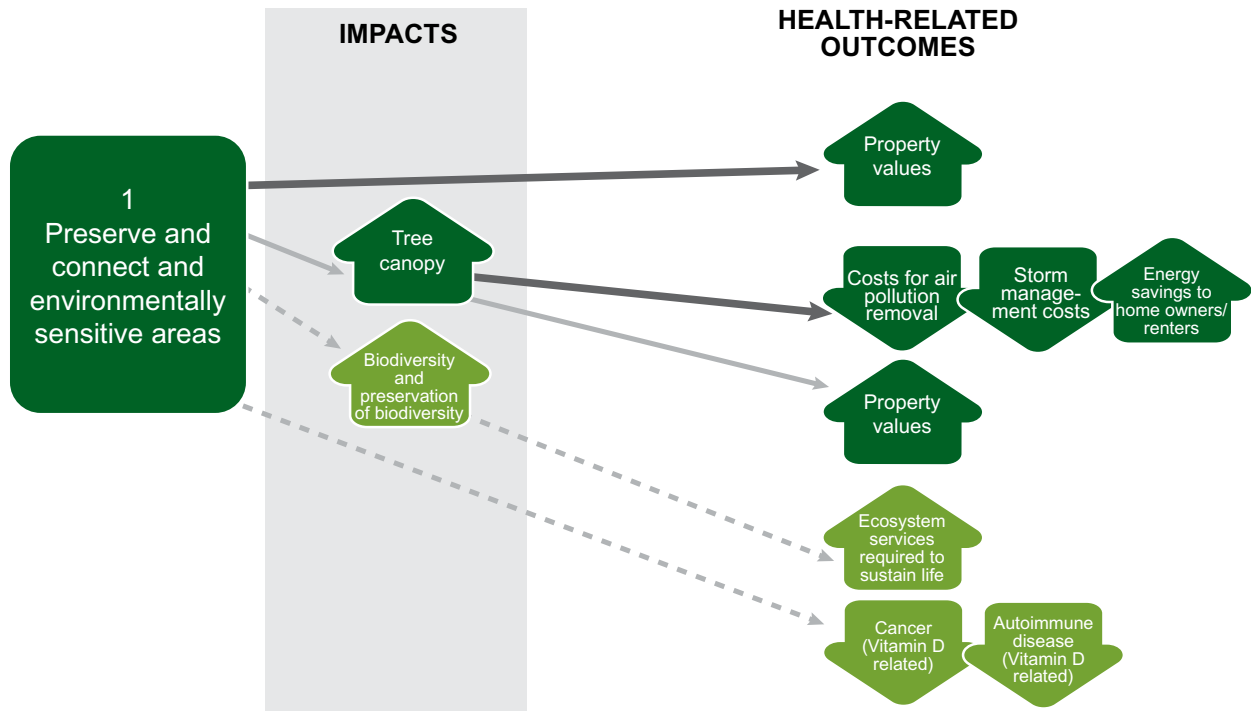 IMPACTS
HEALTH-RELATED
OUTCOMES
1
Preserve and
connect and
environmentally
sensitive areas
Tree
canopy
Biodiversity
and
preservation
of biodiversity
Property
values
Costs for air
pollution
removal
Storm
manage-
ment costs
Energy
savings to
home owners/
renters
Property
values
Ecosystem
services
required to
sustain life
Cancer
(Vitamin D
related)
Autoimmune
disease
(Vitamin D
related)